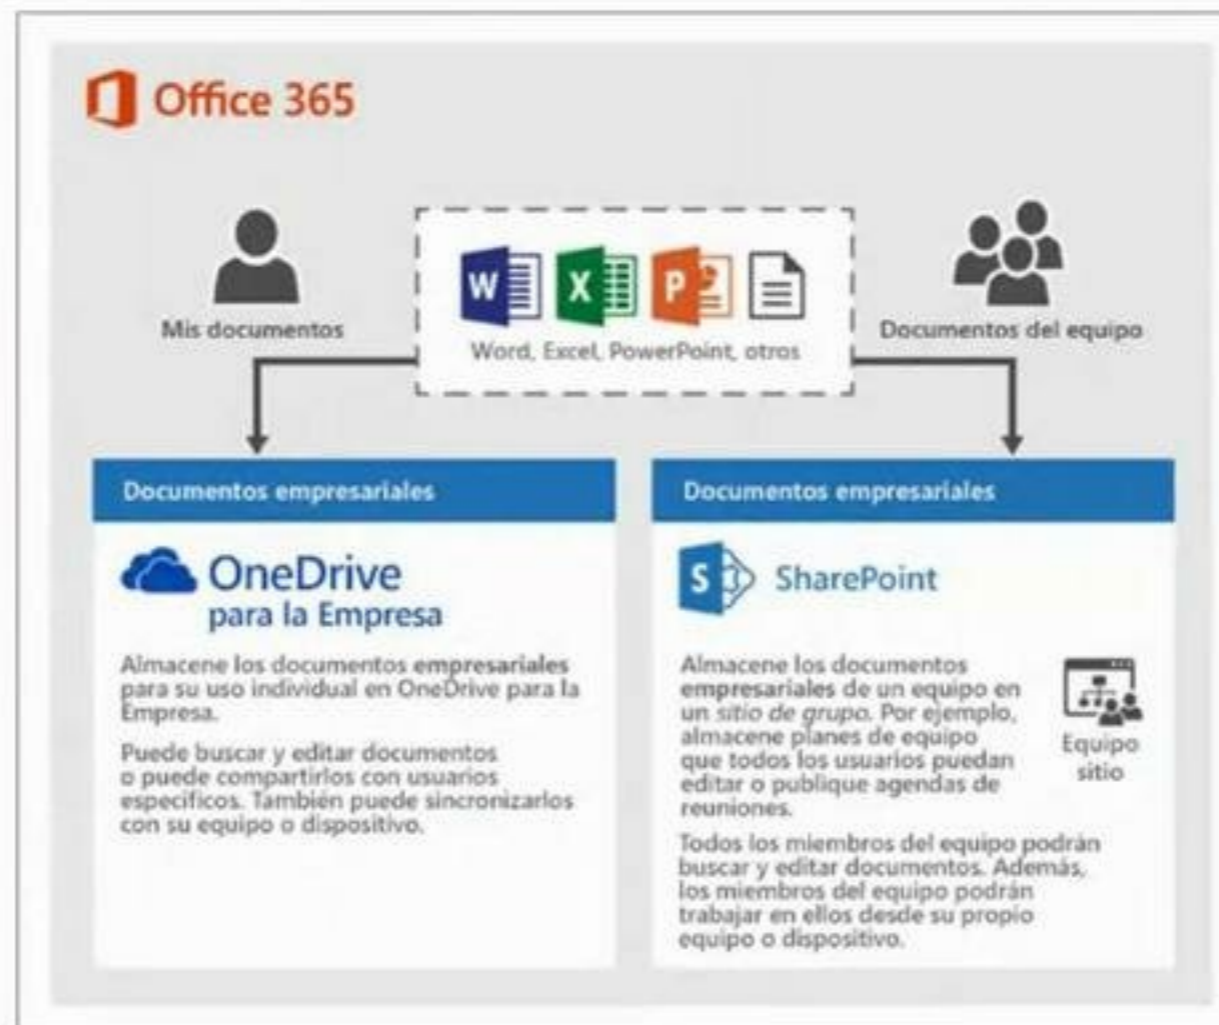 Office 365
Mis documentos
W
X
P
Word, Excel, PowerPoint, otros
Documentos del equipo
Documentos empresariales
OneDrive
para la Empresa
Almacene los documentos empresariales
para su uso individual en OneDrive para la
Empresa.
Puede buscar y editar documentos
o puede compartirlos con usuarios
específicos. También puede sincronizarlos
con su equipo o dispositivo.
Documentos empresariales
S
SharePoint
Almacene los documentos
empresariales de un equipo en
un sitio de grupo. Por ejemplo,
almacene planes de equipo
que todos los usuarios puedan
editar o publique agendas de
reuniones.
Equipo
sitio
Todos los miembros del equipo podrán
buscar y editar documentos. Además,
los miembros del equipo podrán
trabajar en ellos desde su propio
equipo o dispositivo.